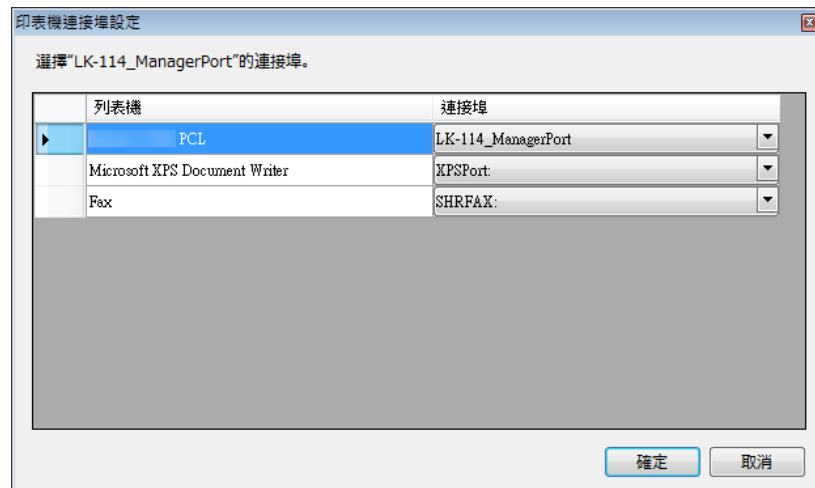 印表機連接埠設定
選擇“LK-114_ManagerPort”的連接埠。
列表機 連接埠
PCL LK-114_ManagerPort
Microsoft XPS Document Writer XPSPort:
Fax SHRFAX:
確定 取消